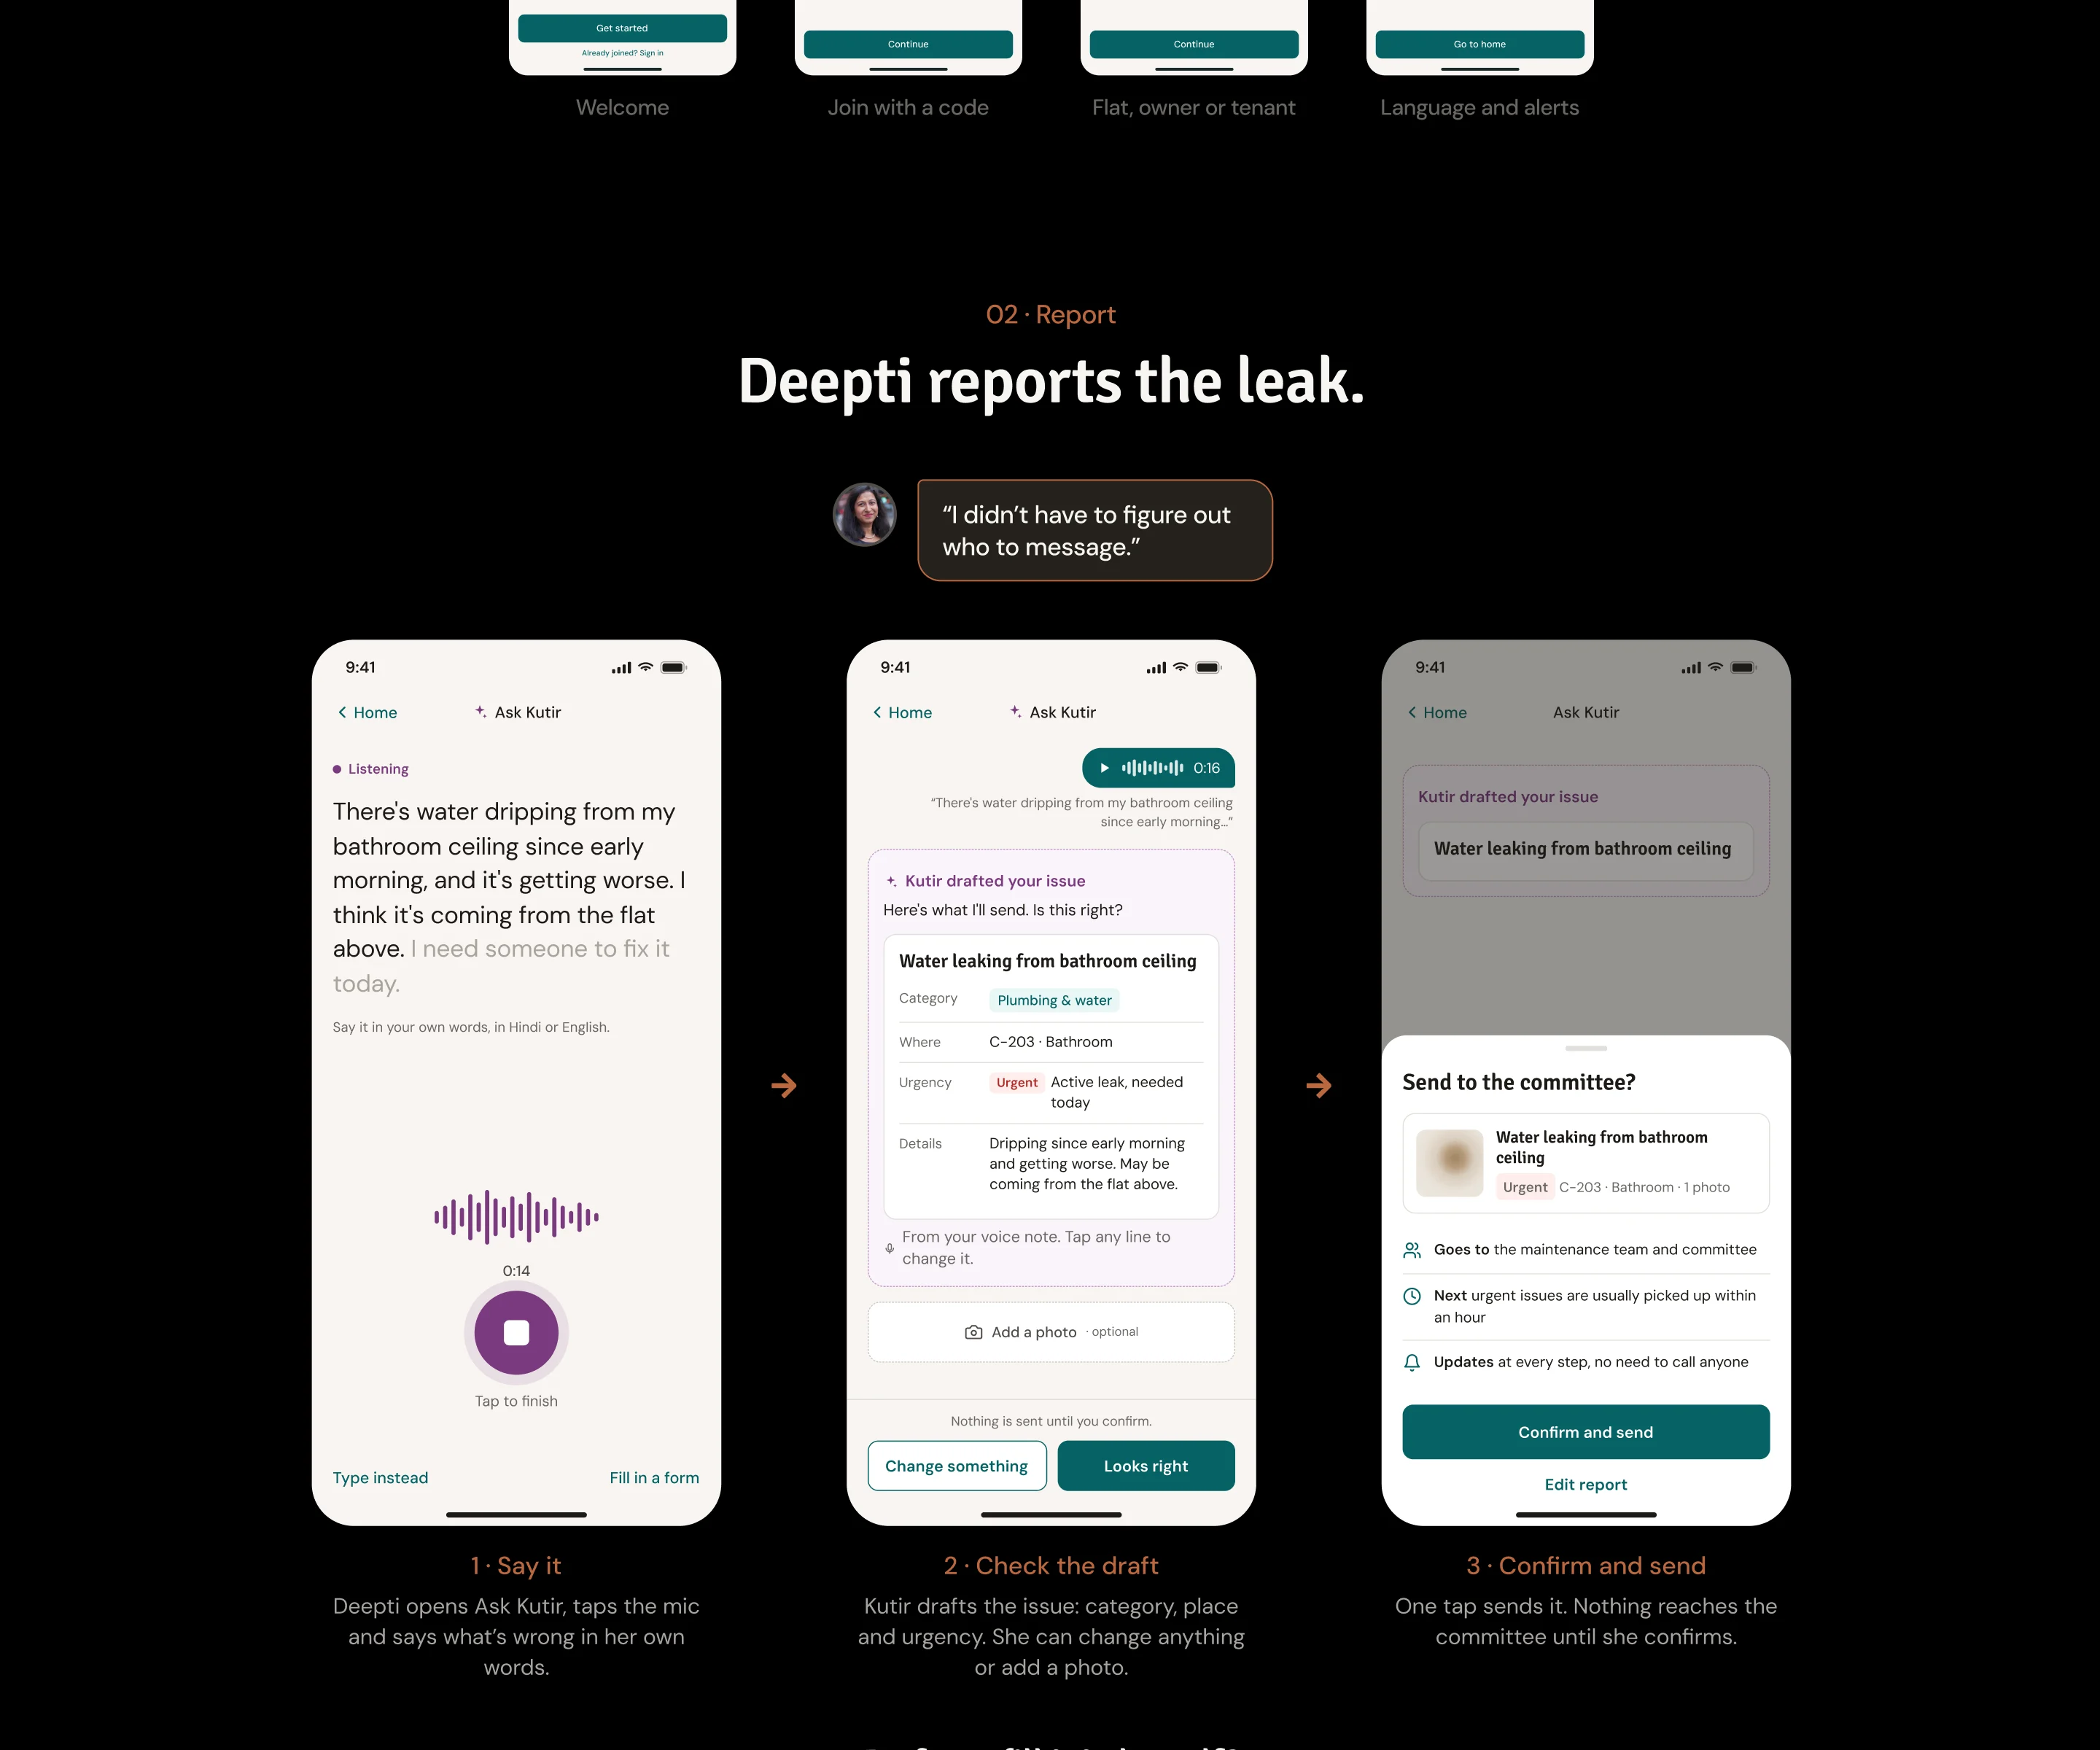 Get started
Already joined? Sign in
Continue
Continue
Go to home
Welcome
Join with a code
Flat, owner or tenant
Language and alerts
02 · Report
Deepti reports the leak.
“I didn’t have to figure out
who to message.”
9:41
Home
Ask Kutir
Listening
There's water dripping from my
bathroom ceiling since early
morning, and it's getting worse. I
think it's coming from the flat
above. I need someone to fix it
today.
Say it in your own words, in Hindi or English.
0:14
Tap to finish
Type instead
Fill in a form
1 · Say it
Deepti opens Ask Kutir, taps the mic
and says what’s wrong in her own
words.
9:41
Home
Ask Kutir
0:16
“There's water dripping from my bathroom ceiling
since early morning…”
Kutir drafted your issue
Here's what I'll send. Is this right?
Water leaking from bathroom ceiling
Category
Plumbing & water
Where
C-203 · Bathroom
Urgency
Urgent
Active leak, needed
today
Details
Dripping since early morning
and getting worse. May be
coming from the flat above.
From your voice note. Tap any line to
change it.
Add a photo · optional
Nothing is sent until you confirm.
Change something
Looks right
2 · Check the draft
Kutir drafts the issue: category, place
and urgency. She can change anything
or add a photo.
9:41
Home
Ask Kutir
Kutir drafted your issue
Water leaking from bathroom ceiling
Send to the committee?
Water leaking from bathroom
ceiling
Urgent C-203 · Bathroom · 1 photo
Goes to the maintenance team and committee
Next urgent issues are usually picked up within
an hour
Updates at every step, no need to call anyone
Confirm and send
Edit report
3 · Confirm and send
One tap sends it. Nothing reaches the
committee until she confirms.